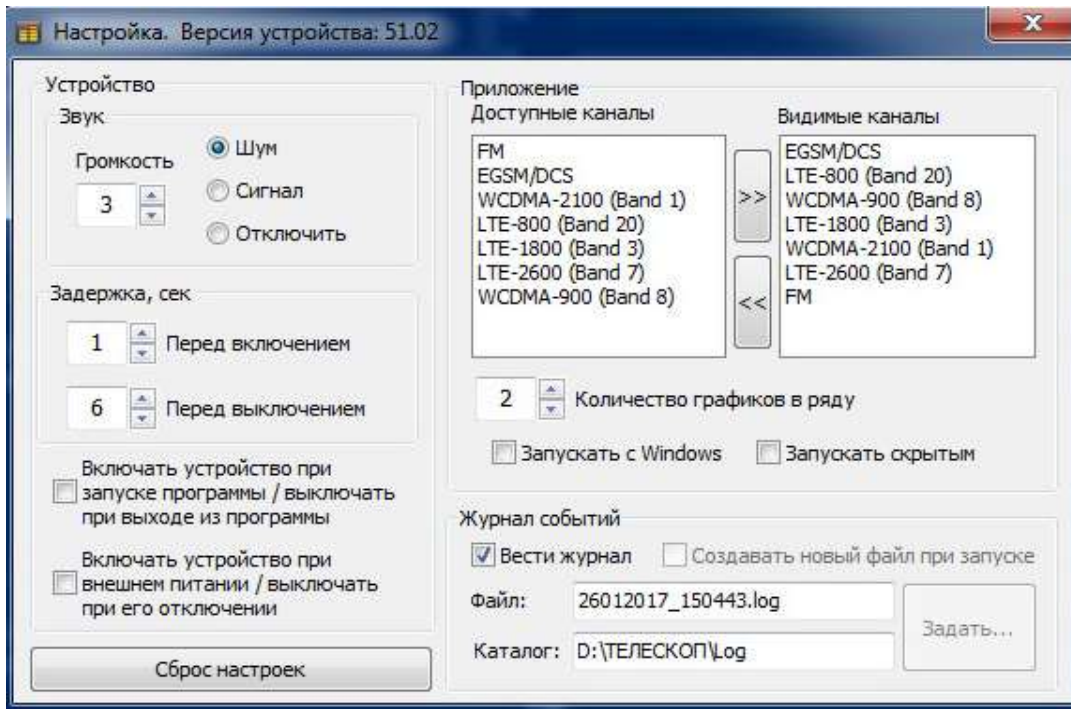 Настройка. Версия устройства: 51.02
Устройство
Звук
Громкость
3
Шум
Сигнал
Отключить
Задержка, сек
1 Перед включением
6 Перед выключением
Включать устройство при
запуске программы / выключать
при выходе из программы
Включать устройство при
внешнем питании / выключать
при его отключении
Сброс настроек
Приложение
Доступные каналы
FM
EGSM/DCS
WCDMA-2100 (Band 1)
LTE-800 (Band 20)
LTE-1800 (Band 3)
LTE-2600 (Band 7)
WCDMA-900 (Band 8)
>>
<<
Видимые каналы
EGSM/DCS
LTE-800 (Band 20)
WCDMA-900 (Band 8)
LTE-1800 (Band 3)
WCDMA-2100 (Band 1)
LTE-2600 (Band 7)
FM
2 Количество графиков в ряду
Запускать с Windows Запускать скрытым
Журнал событий
Вести журнал Создавать новый файл при запуске
Файл: 26012017_150443.log
Каталог: D:\ТЕЛЕСКОП\Log
Задать...